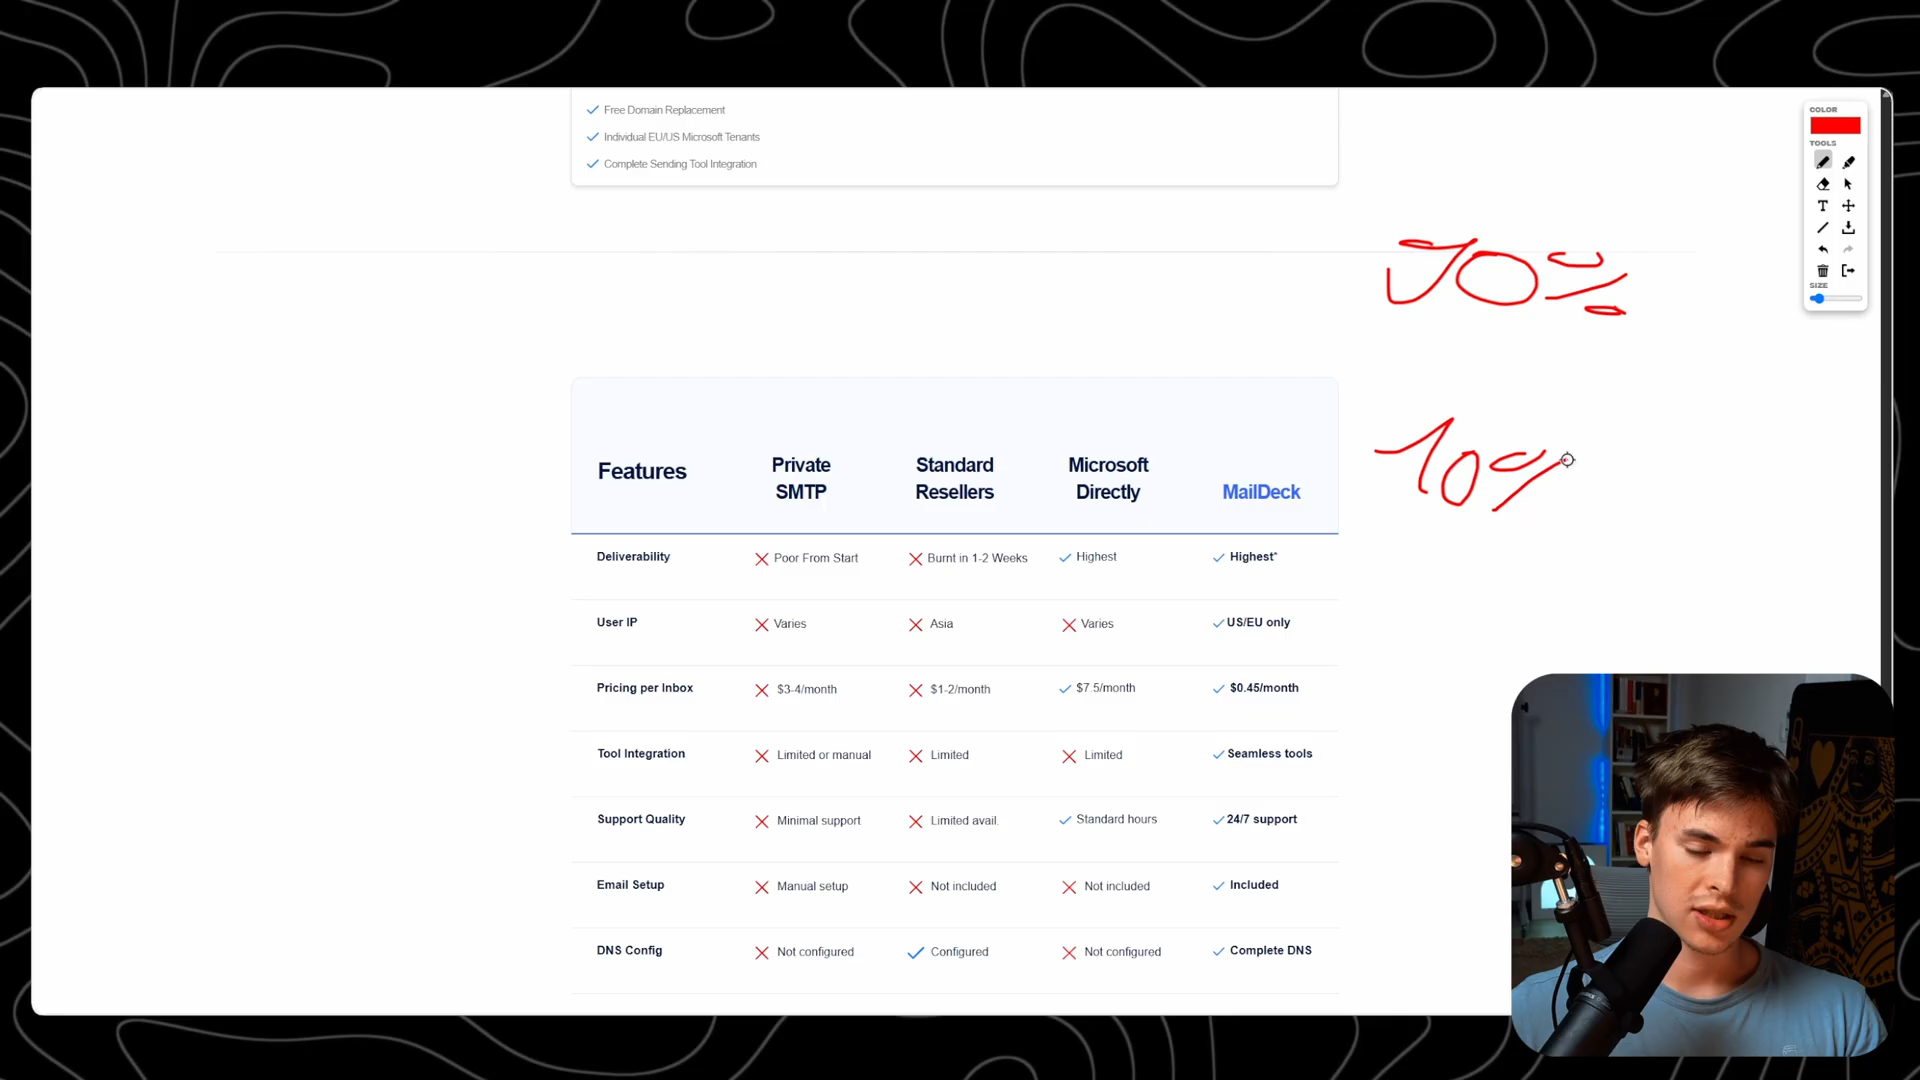 Free Domain Replacement
Individual EU/US Microsoft Tenants
Complete Sending Tool Integration
COLOR
TOOLS
T
SIZE
90%
10%
Features Private SMTP Standard Resellers Microsoft Directly MailDeck
Deliverability Poor From Start Burnt in 1-2 Weeks Highest Highest*
User IP Varies Asia Varies US/EU only
Pricing per Inbox $3-4/month $1-2/month $7.5/month $0.45/month
Tool Integration Limited or manual Limited Limited Seamless tools
Support Quality Minimal support Limited avail. Standard hours 24/7 support
Email Setup Manual setup Not included Not included Included
DNS Config Not configured Configured Not configured Complete DNS